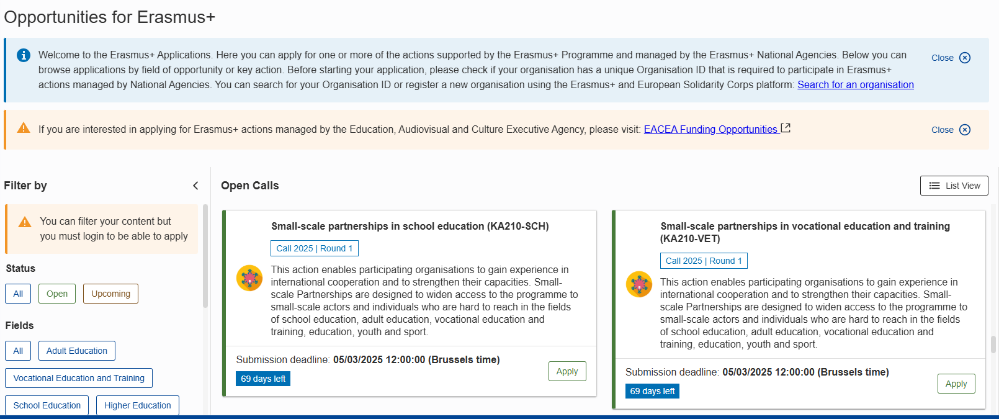 Opportunities for Erasmus+
Welcome to the Erasmus+ Applications. Here you can apply for one or more of the actions supported by the Erasmus+ Programme and managed by the Erasmus+ National Agencies. Below you can
browse applications by field of opportunity or key action. Before starting your application, please check if your organisation has a unique Organisation ID that is required to participate in Erasmus+
actions managed by National Agencies. You can search for your Organisation ID or register a new organisation using the Erasmus+ and European Solidarity Corps platform: Search for an organisation
Close
If you are interested in applying for Erasmus+ actions managed by the Education, Audiovisual and Culture Executive Agency, please visit: EACEA Funding Opportunities
Close
Filter by
You can filter your content but
you must login to be able to apply
Status
All Open Upcoming
Fields
All Adult Education
Vocational Education and Training
School Education Higher Education
Open Calls
List View
Small-scale partnerships in school education (KA210-SCH)
Call 2025 | Round 1
This action enables participating organisations to gain experience in
international cooperation and to strengthen their capacities. Small-
scale Partnerships are designed to widen access to the programme to
small-scale actors and individuals who are hard to reach in the fields
of school education, adult education, vocational education and
training, education, youth and sport.
Submission deadline: 05/03/2025 12:00:00 (Brussels time)
69 days left
Apply
Small-scale partnerships in vocational education and training
(KA210-VET)
Call 2025 | Round 1
This action enables participating organisations to gain experience in
international cooperation and to strengthen their capacities. Small-
scale Partnerships are designed to widen access to the programme to
small-scale actors and individuals who are hard to reach in the fields
of school education, adult education, vocational education and
training, education, youth and sport.
Submission deadline: 05/03/2025 12:00:00 (Brussels time)
69 days left
Apply